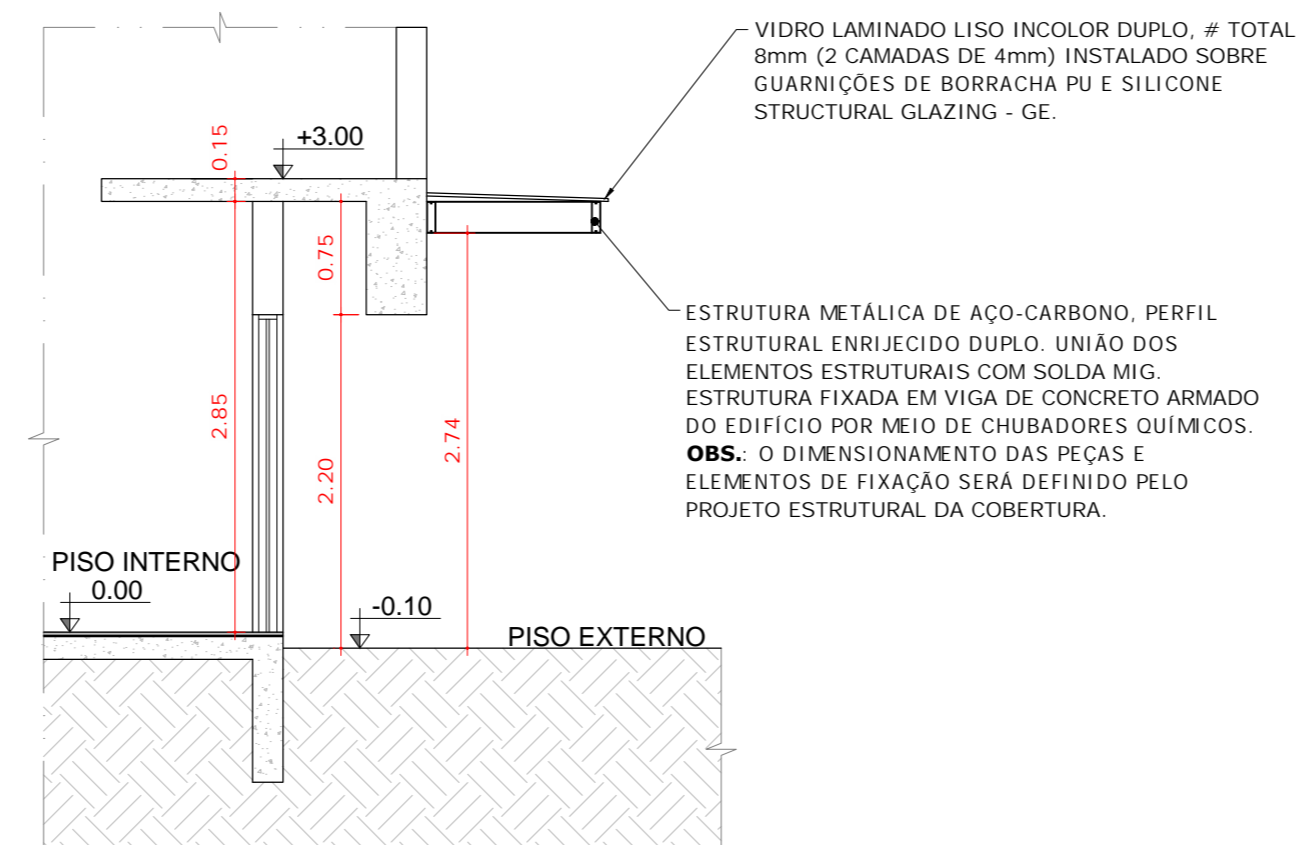 VIDRO LAMINADO LISO INCOLOR DUPLO, # TOTAL
8mm (2 CAMADAS DE 4mm) INSTALADO SOBRE
GUARNIÇÕES DE BORRACHA PU E SILICONE
STRUCTURAL GLAZING - GE.
+3.00
0.15
0.75
ESTRUTURA METÁLICA DE AÇO-CARBONO, PERFIL
ESTRUTURAL ENRIJECIDO DUPLO. UNIÃO DOS
ELEMENTOS ESTRUTURAIS COM SOLDA MIG.
ESTRUTURA FIXADA EM VIGA DE CONCRETO ARMADO
DO EDIFÍCIO POR MEIO DE CHUBADORES QUÍMICOS.
OBS.: O DIMENSIONAMENTO DAS PEÇAS E
ELEMENTOS DE FIXAÇÃO SERÁ DEFINIDO PELO
PROJETO ESTRUTURAL DA COBERTURA.
2.85
2.20
2.74
PISO INTERNO
0.00
-0.10
PISO EXTERNO